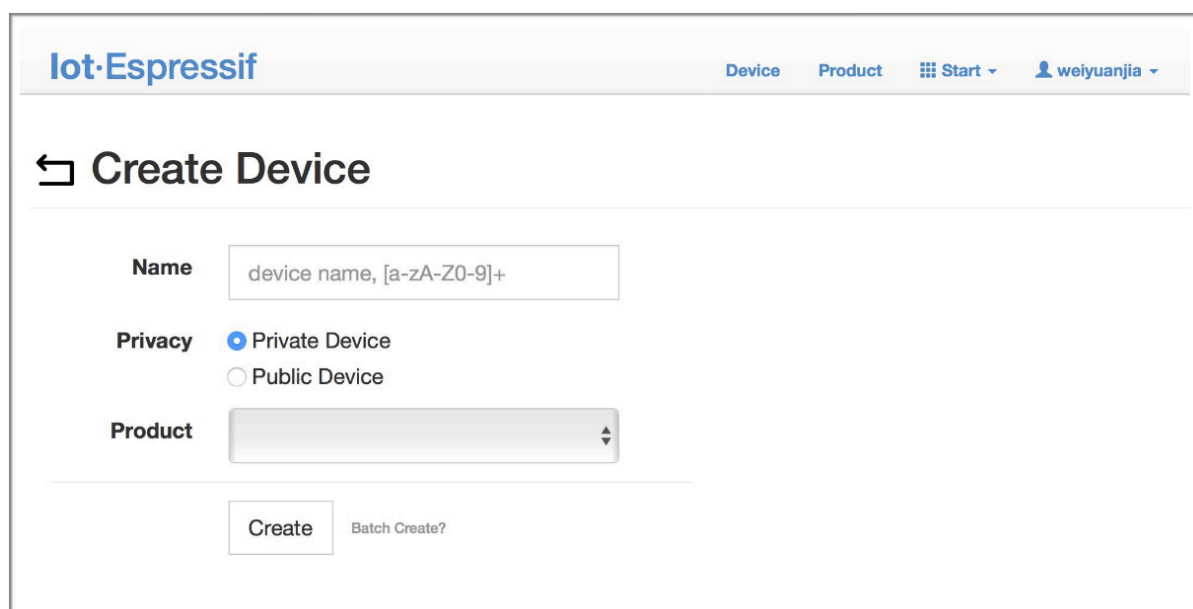 Iot·Espressif
Device Product Start weiyuanjia
Create Device
Name device name, [a-zA-Z0-9]+
Privacy Private Device
Public Device
Product
Create Batch Create?